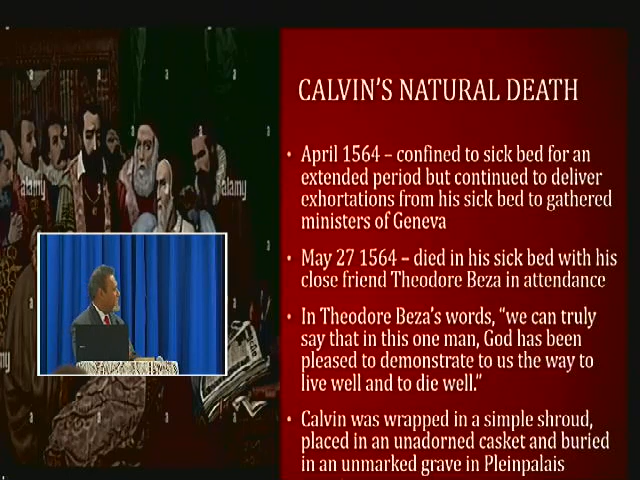 CALVIN'S NATURAL DEATH
• April 1564 – confined to sick bed for an
extended period but continued to deliver
exhortations from his sick bed to gathered
ministers of Geneva
• May 27 1564 – died in his sick bed with his
close friend Theodore Beza in attendance
• In Theodore Beza's words, "we can truly
say that in this one man, God has been
pleased to demonstrate to us the way to
live well and to die well."
• Calvin was wrapped in a simple shroud,
placed in an unadorned casket and buried
in an unmarked grave in Pleinpalais
a
a
a
a
alamy
alamy
a
a
a
a
a
a